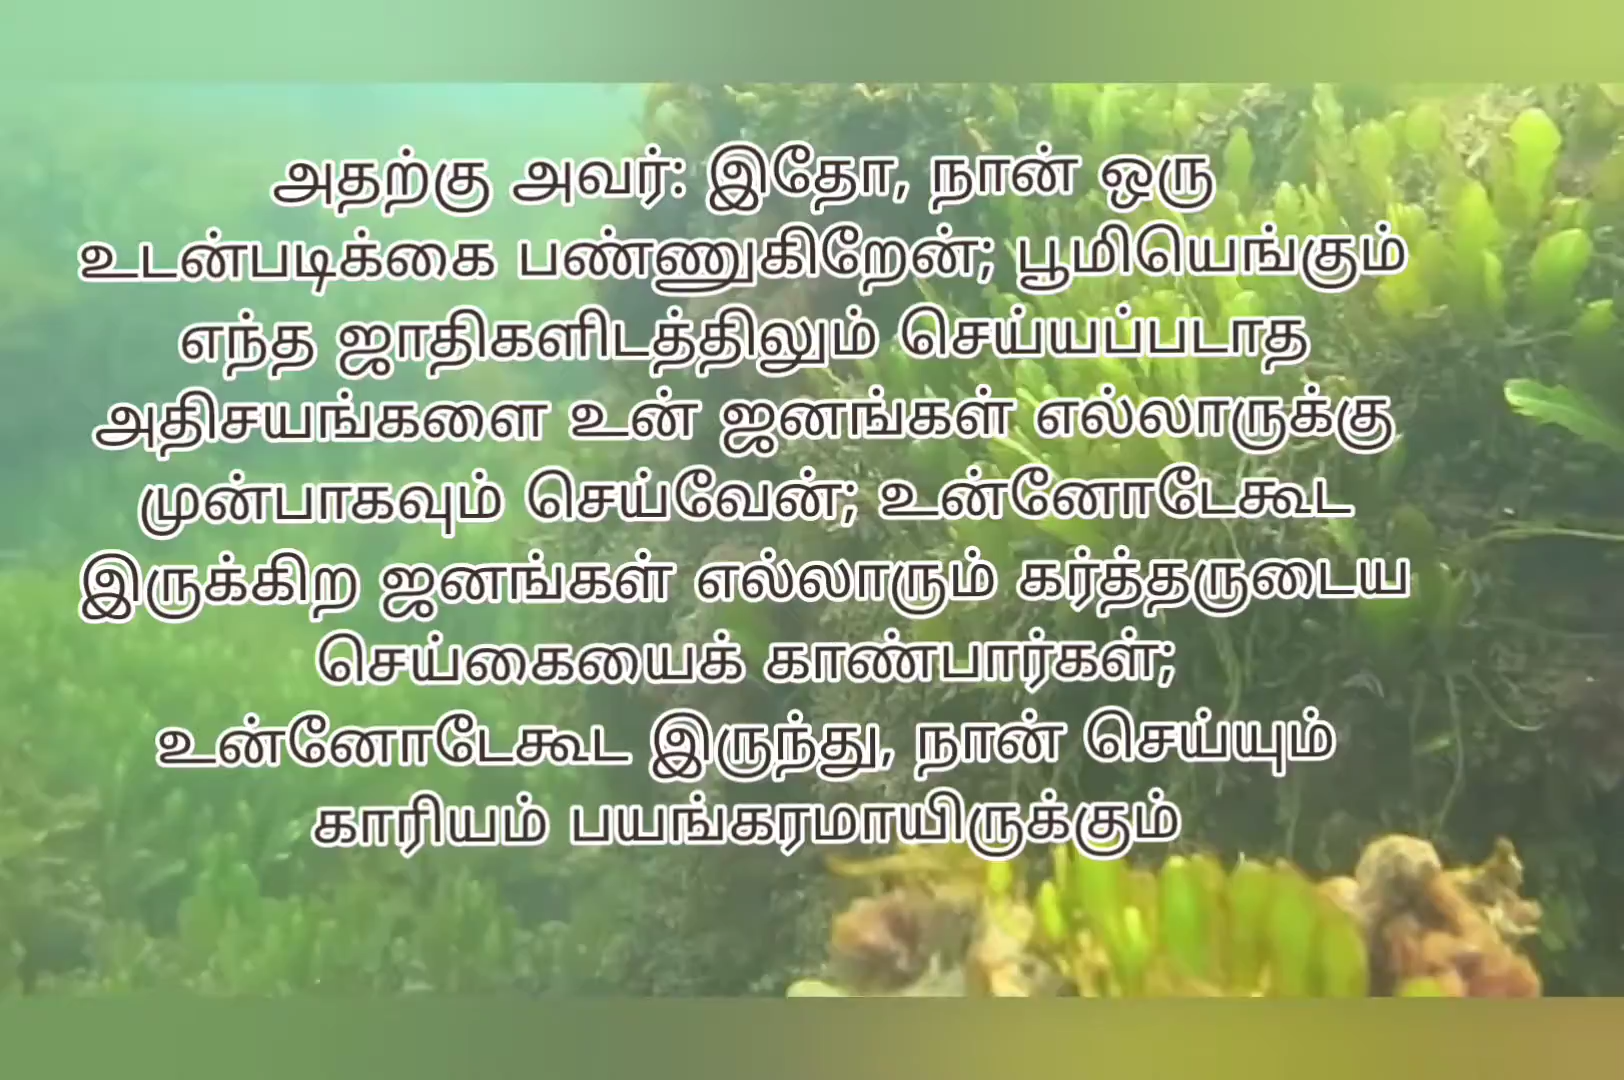 அதற்கு அவர்: இதோ, நான் ஒரு
உடன்படிக்கை பண்ணுகிறேன்; பூமியெங்கும்
எந்த ஜாதிகளிடத்திலும் செய்யப்படாத
அதிசயங்களை உன் ஜனங்கள் எல்லாருக்கு
முன்பாகவும் செய்வேன்; உன்னோடேகூட
இருக்கிற ஜனங்கள் எல்லாரும் கர்த்தருடைய
செய்கையைக் காண்பார்கள்;
உன்னோடேகூட இருந்து, நான் செய்யும்
காரியம் பயங்கரமாயிருக்கும்